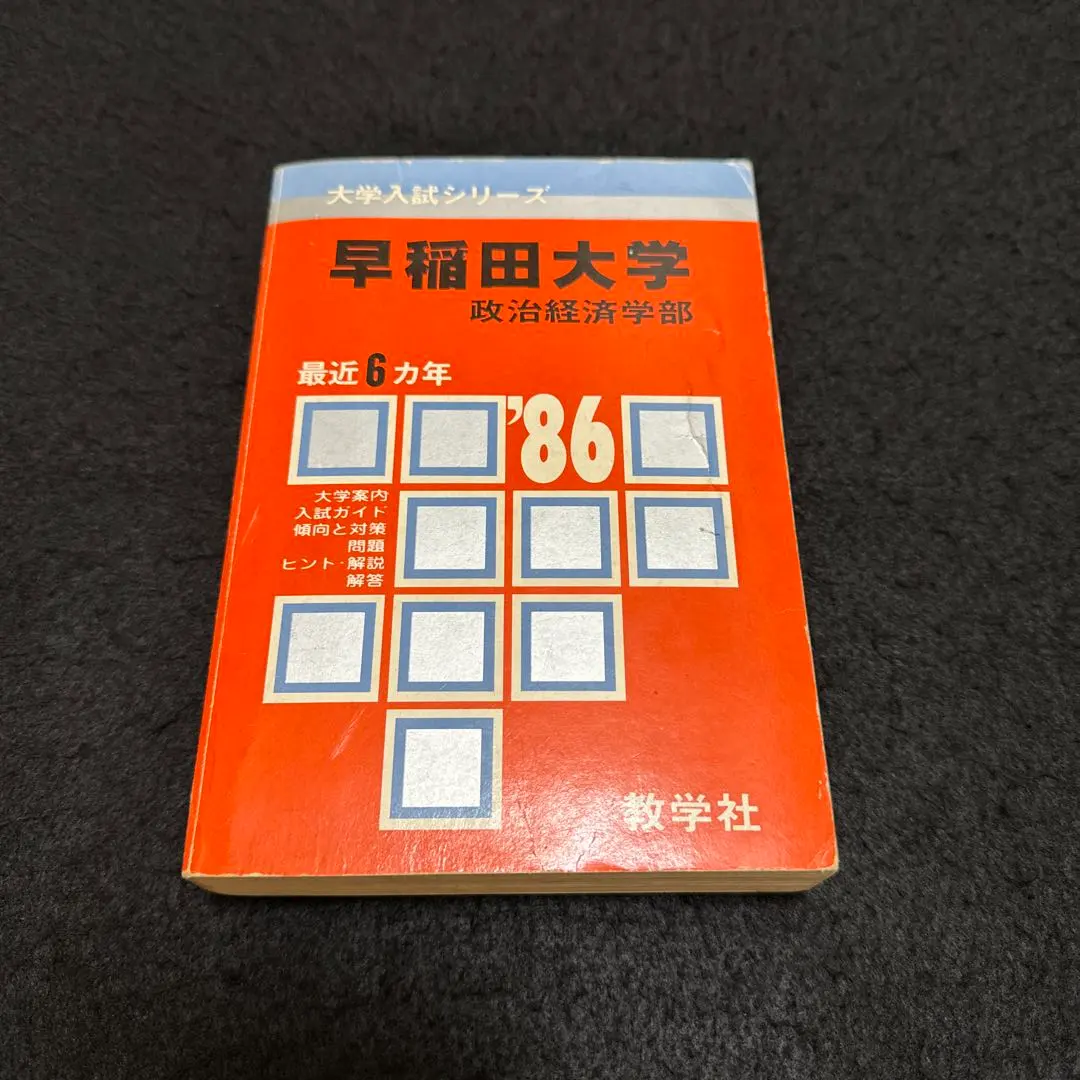 大学入試シリーズ
早稲田大学
政治経済学部
最近6カ年
'86
大学案内
入試ガイド
傾向と対策
問題
ヒント・解説
解答
教学社